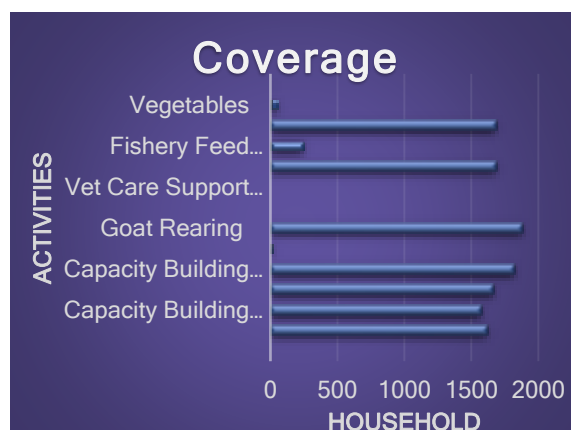 Coverage
Vegetables
Fishery Feed...
Vet Care Support...
Goat Rearing
Capacity Building...
Capacity Building...
ACTIVITIES
0 500 1000 1500 2000
HOUSEHOLD